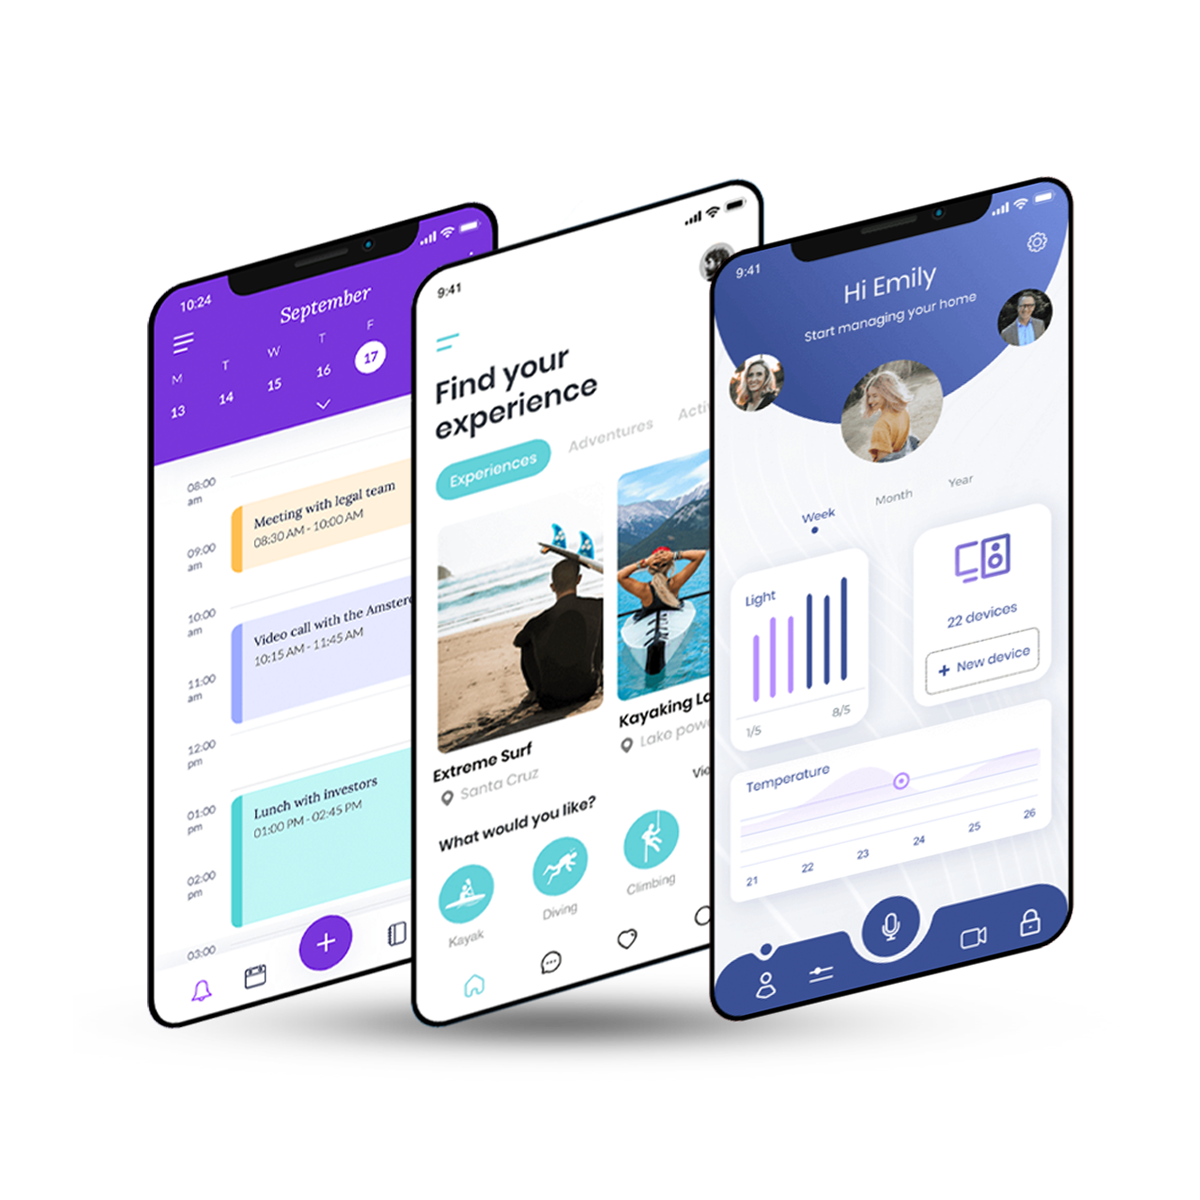 10:24
September
M T W T F
13 14 15 16 17
08:00
am
Meeting with legal team
08:30 AM - 10:00 AM
09:00
am
10:00
am
Video call with the
10:15 AM - 11:45 AM
11:00
am
12:00
pm
01:00
pm
Lunch with investors
01:00 PM - 02:45 PM
02:00
pm
03:00
9:41
Find your
experience
Experiences Adventures
Extreme Surf
Santa Cruz
Kayaking
Lake
What would you like?
Kayak
Diving
Climbing
9:41
Hi Emily
Start managing your home
Week Month Year
Light
1/5 8/5
22 devices
+ New device
Temperature
21 22 23 24 25 26